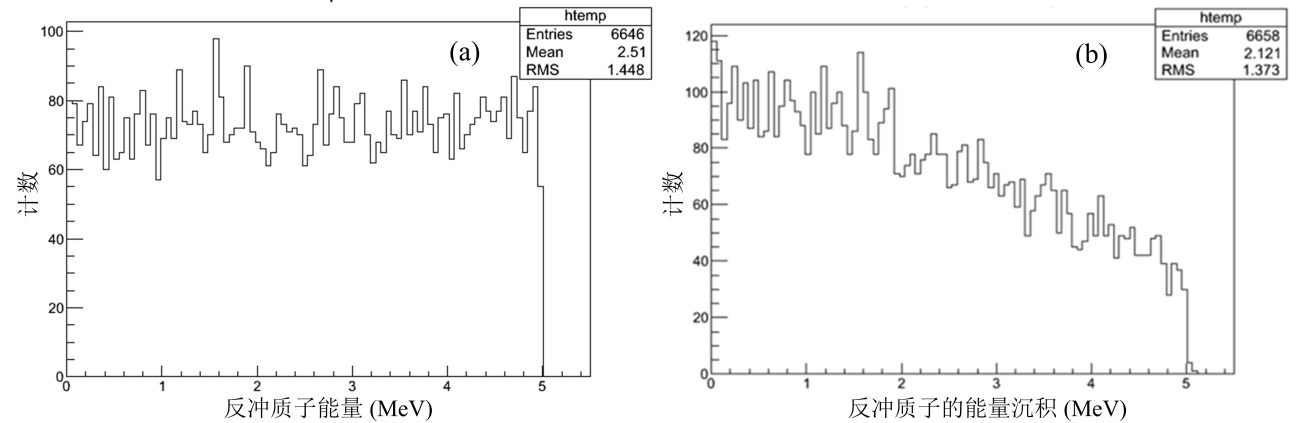 htemp
Entries 6646
Mean 2.51
RMS 1.448
(a)
100
80
60
40
20
0
0 1 2 3 4 5
计数
反冲质子能量 (MeV)
htemp
Entries 6658
Mean 2.121
RMS 1.373
(b)
120
100
80
60
40
20
0
0 1 2 3 4 5
计数
反冲质子的能量沉积 (MeV)